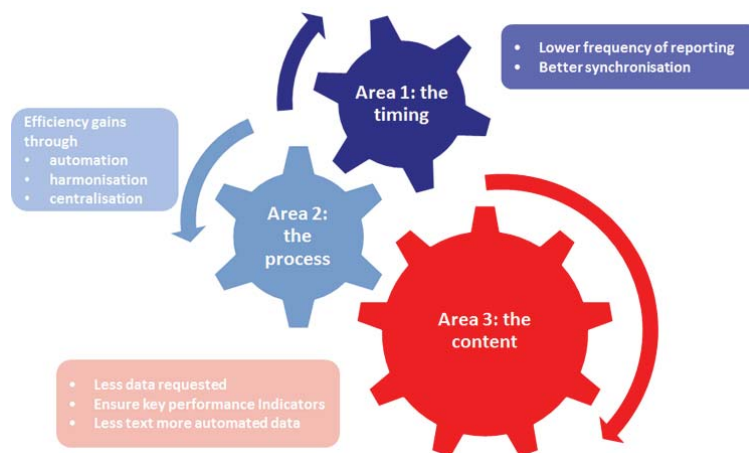 Area 1: the
timing
• Lower frequency of reporting
• Better synchronisation
Efficiency gains
through
• automation
• harmonisation
• centralisation
Area 2:
the
process
Area 3: the
content
• Less data requested
• Ensure key performance Indicators
• Less text more automated data